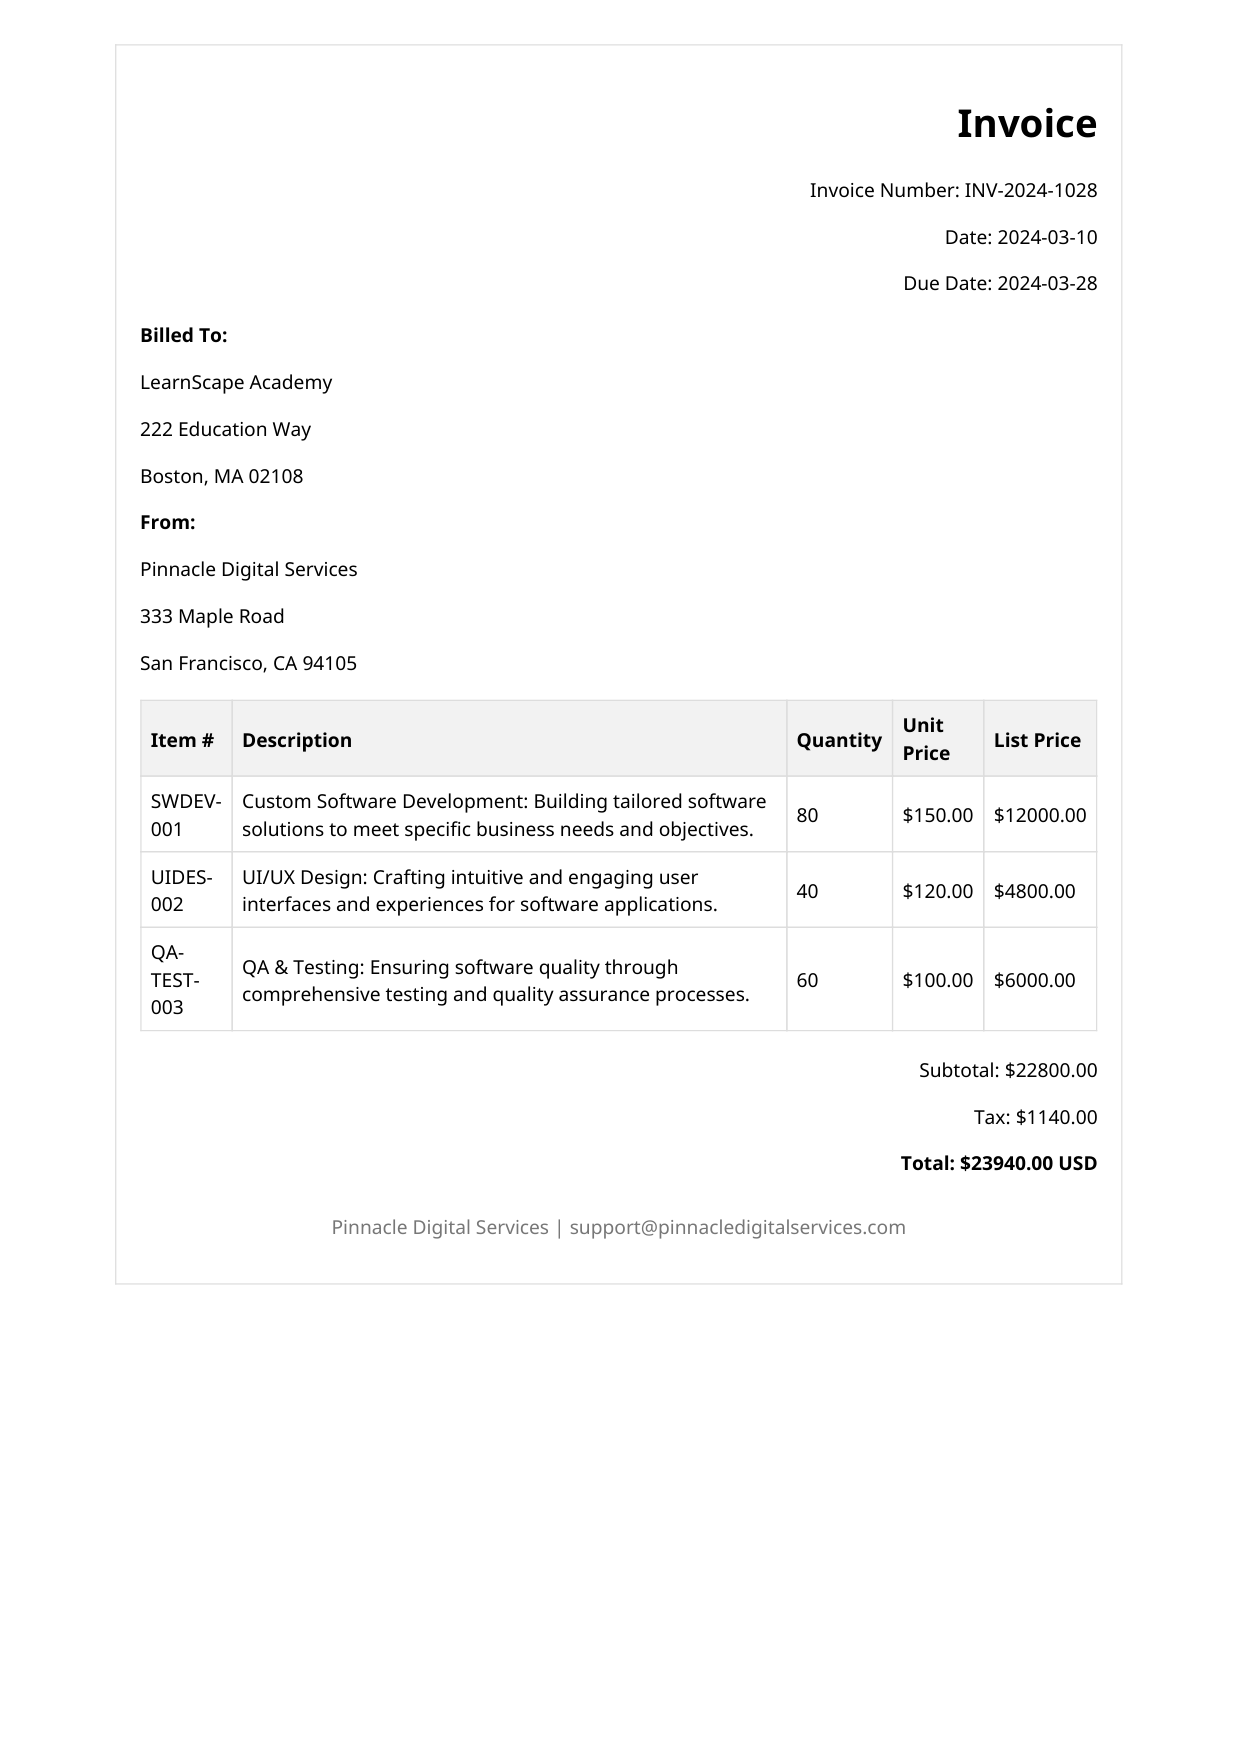 Invoice
Invoice Number: INV-2024-1028
Date: 2024-03-10
Due Date: 2024-03-28
Billed To:
LearnScape Academy
222 Education Way
Boston, MA 02108
From:
Pinnacle Digital Services
333 Maple Road
San Francisco, CA 94105
Item # Description Quantity Unit Price List Price
SWDEV-001 Custom Software Development: Building tailored software solutions to meet specific business needs and objectives. 80 $150.00 $12000.00
UIDES-002 UI/UX Design: Crafting intuitive and engaging user interfaces and experiences for software applications. 40 $120.00 $4800.00
QA-TEST-003 QA & Testing: Ensuring software quality through comprehensive testing and quality assurance processes. 60 $100.00 $6000.00
Subtotal: $22800.00
Tax: $1140.00
Total: $23940.00 USD
Pinnacle Digital Services | support@pinnacledigitalservices.com